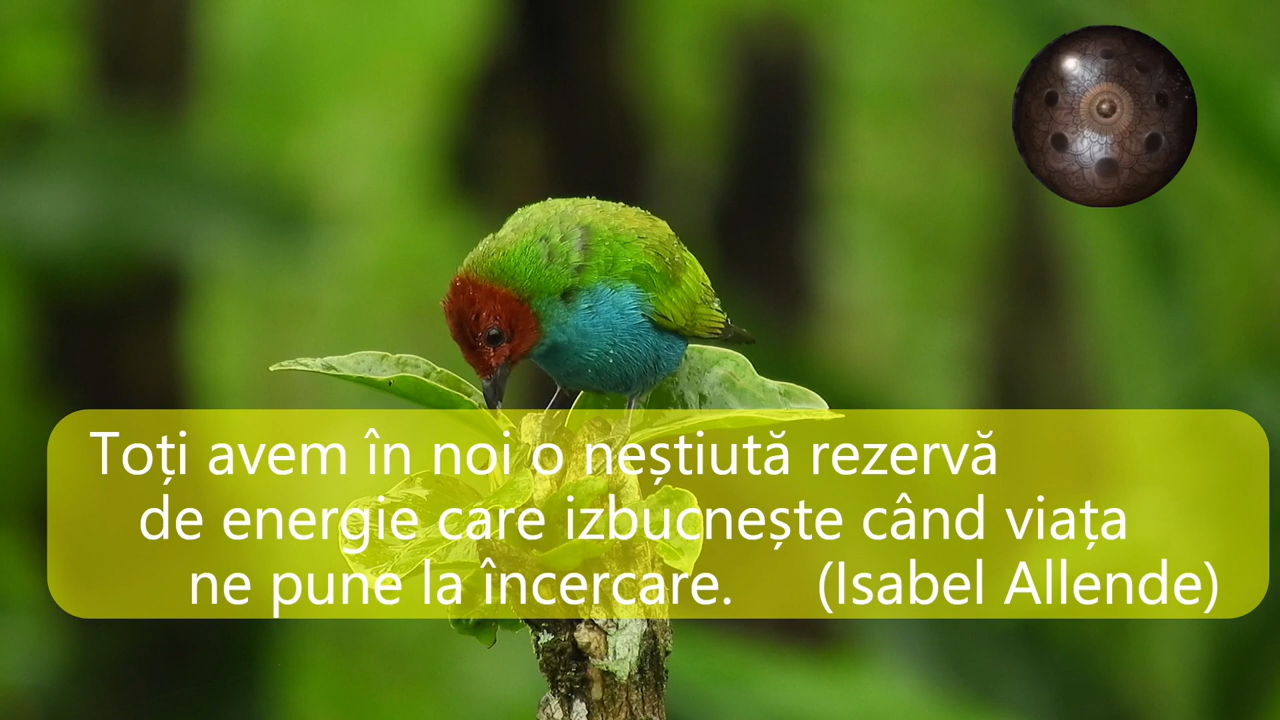 Toți avem în noi o neștiută rezervă
de energie care izbucnește când viața
ne pune la încercare. (Isabel Allende)